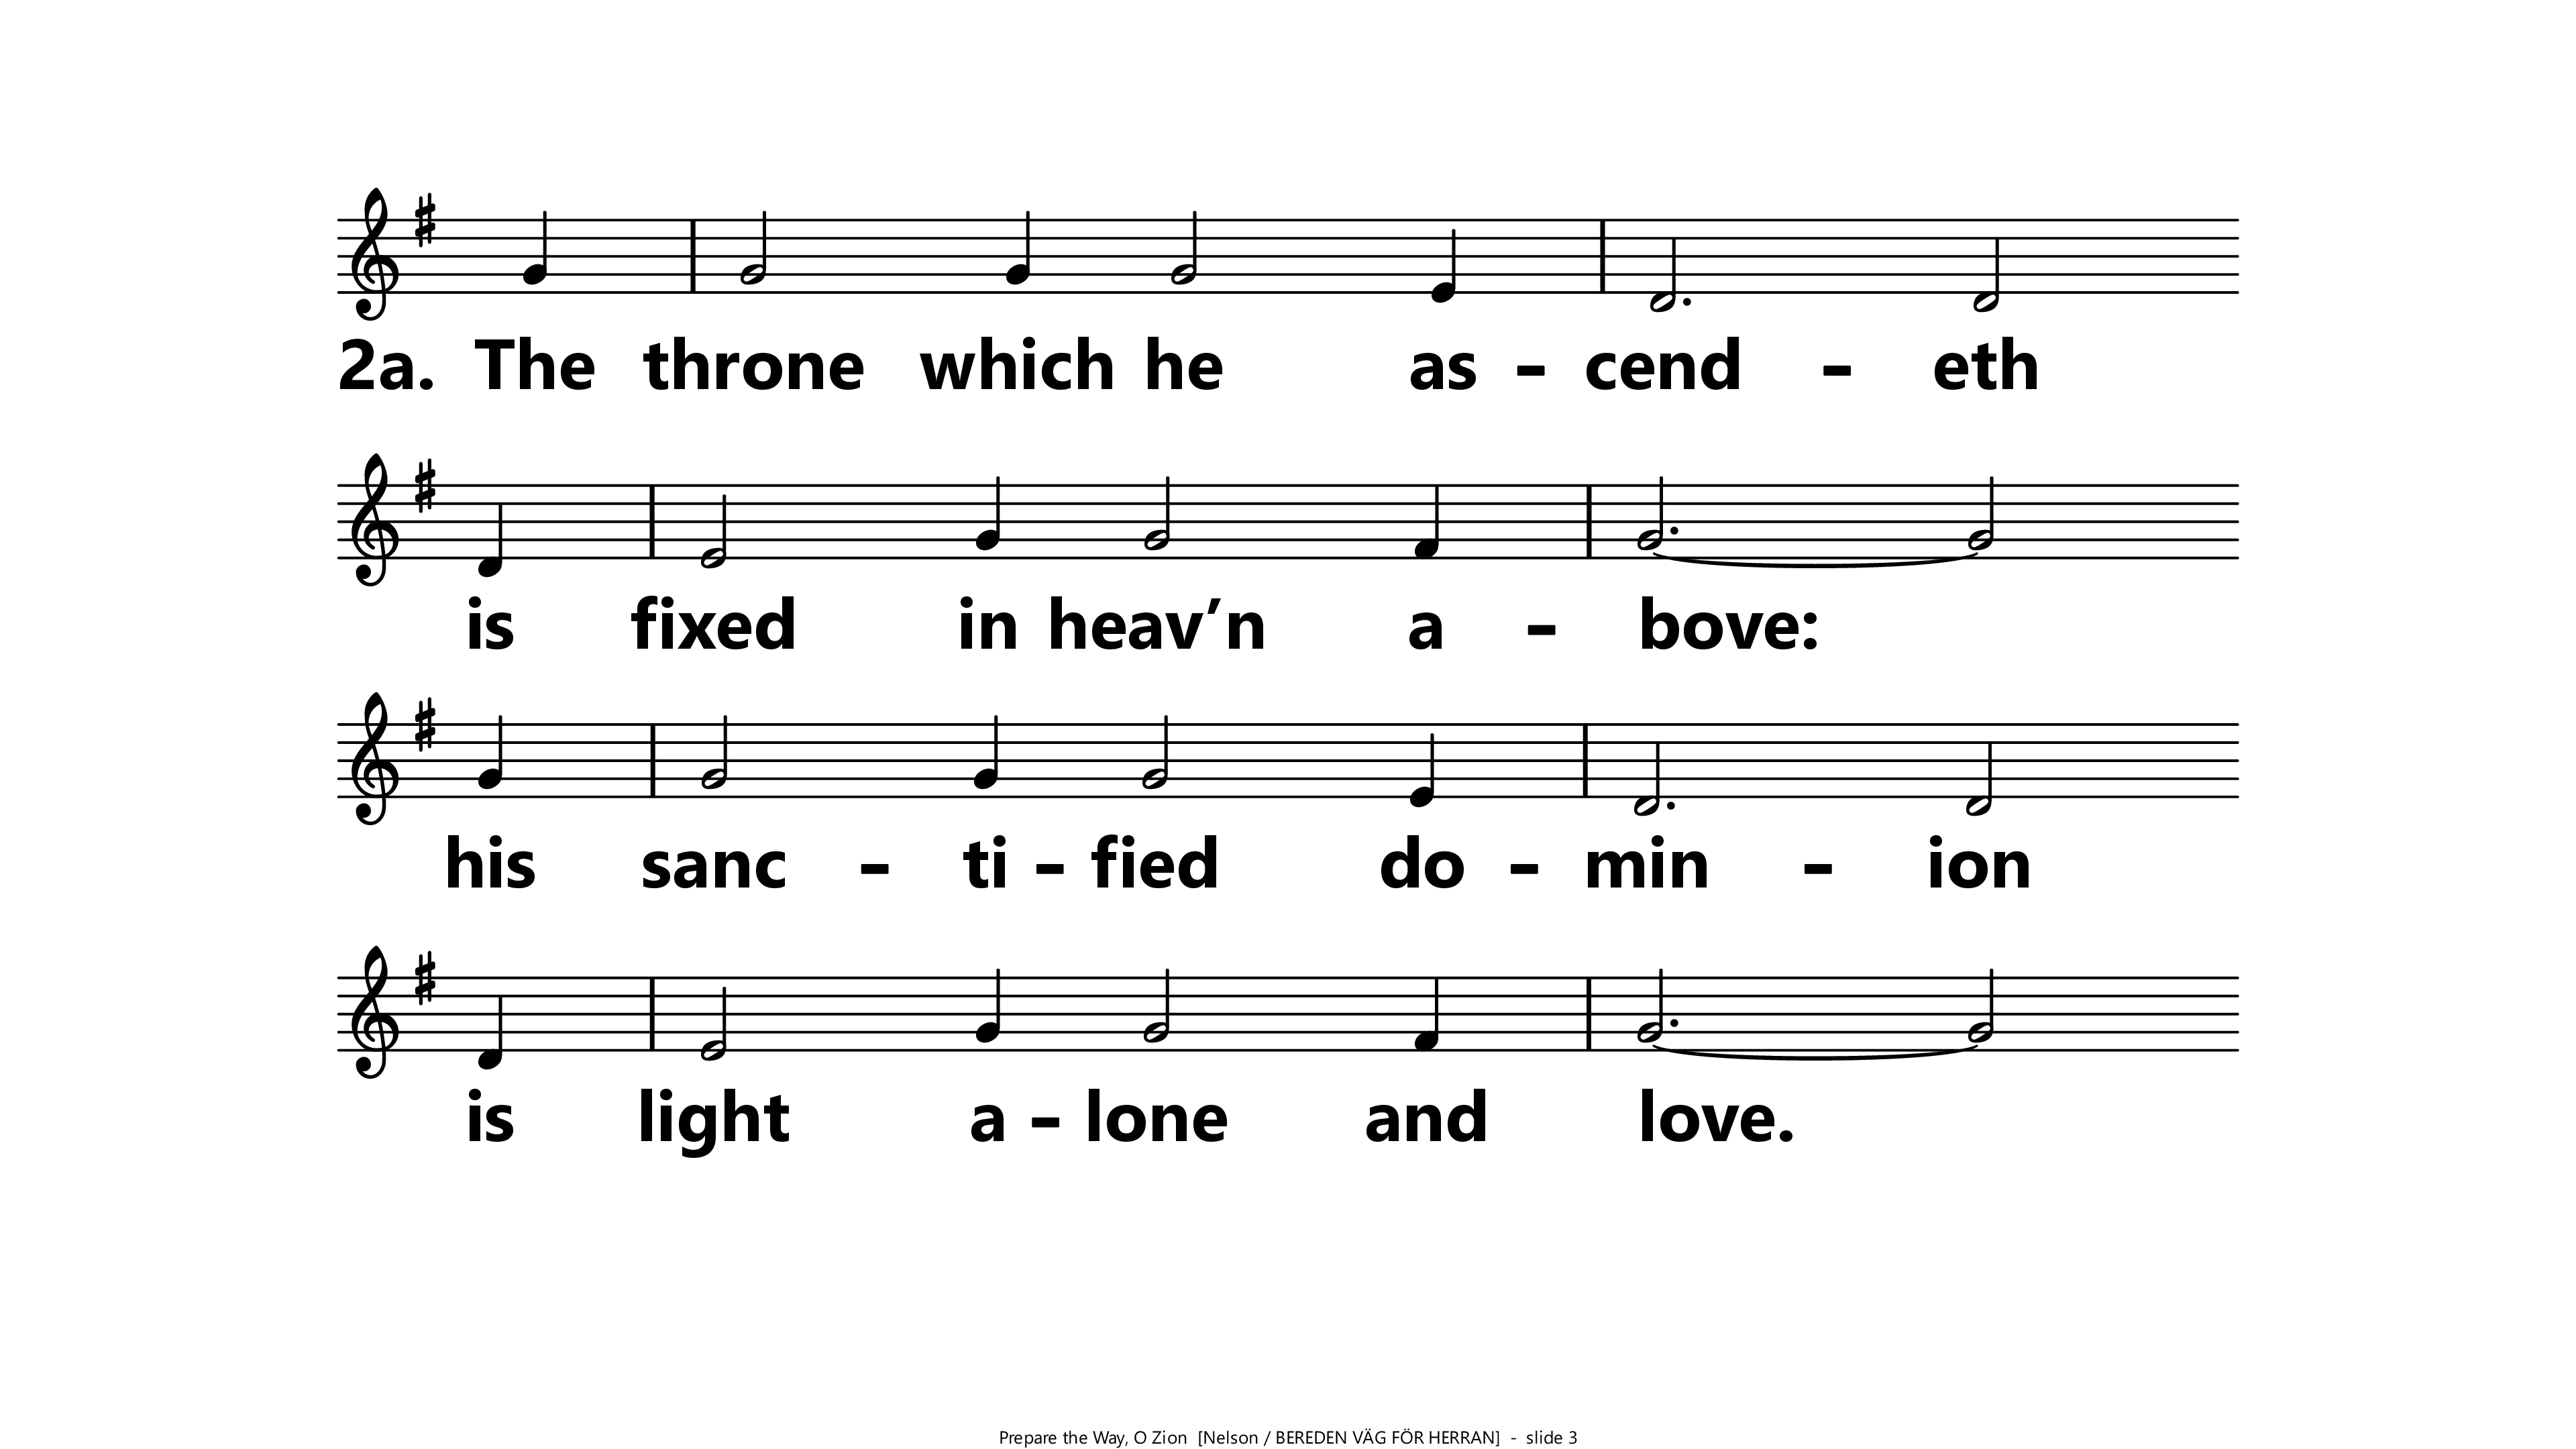 2a. The throne which he as - cend - eth
is fixed in heav’n a - bove:
his sanc - ti - fied do - min - ion
is light a - lone and love.
Prepare the Way, O Zion [Nelson / BEREDEN VÄG FÖR HERRAN] - slide 3